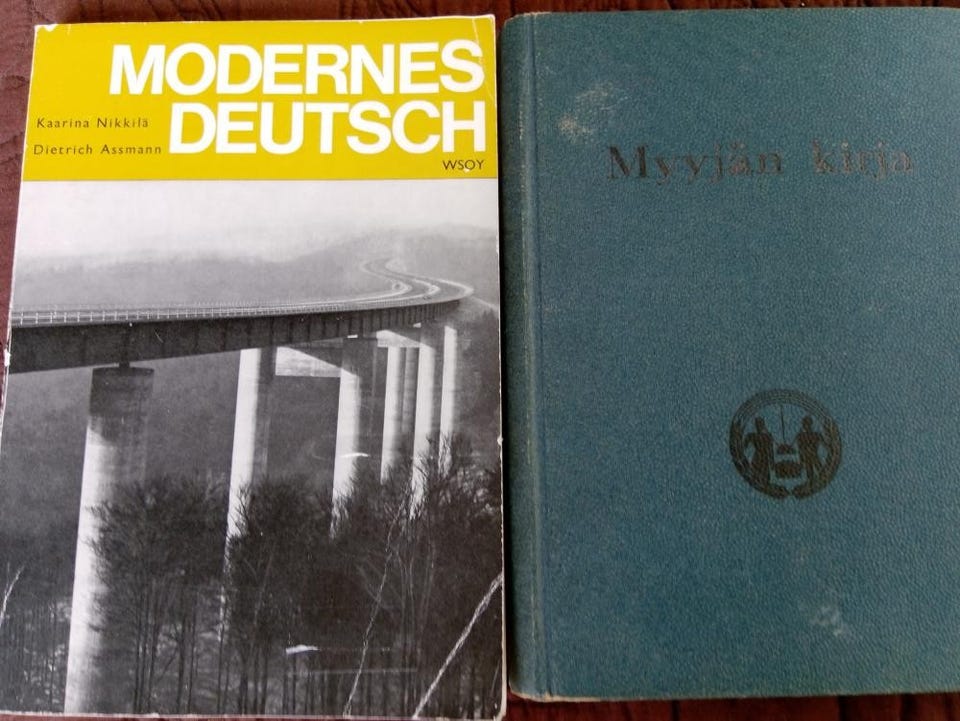 MODERNES
DEUTSCH
Kaarina Nikkilä
Dietrich Assmann
WSOY
Myyjän kirja